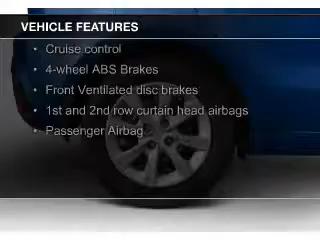 VEHICLE FEATURES
• Cruise control
• 4-wheel ABS Brakes
• Front Ventilated disc brakes
• 1st and 2nd row curtain head airbags
• Passenger Airbag